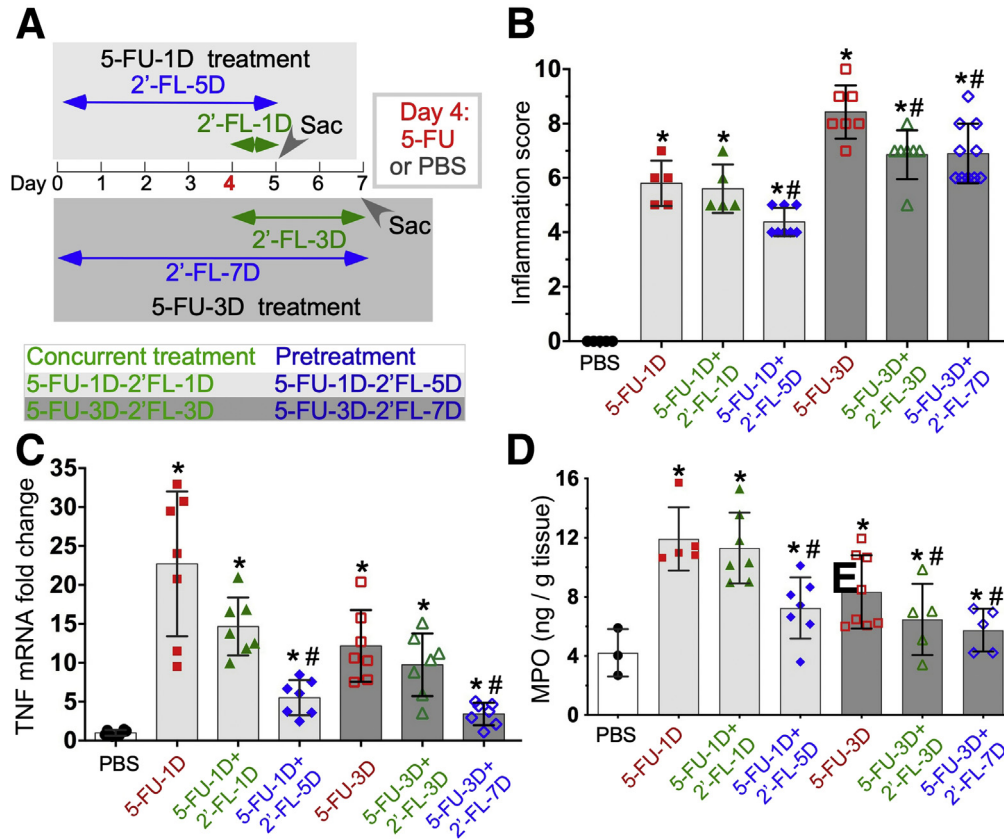 A
5-FU-1D treatment
2'-FL-5D
2'-FL-1D
Sac
Day 4:
5-FU
or PBS
Day 0 1 2 3 4 5 6 7
Sac
2'-FL-3D
2'-FL-7D
5-FU-3D treatment
Concurrent treatment Pretreatment
5-FU-1D-2'FL-1D 5-FU-1D-2'FL-5D
5-FU-3D-2'FL-3D 5-FU-3D-2'FL-7D
B
Inflammation score
10
8
6
4
2
0
* * *# * *# *#
PBS
5-FU-1D
5-FU-1D+
2'-FL-1D
5-FU-1D+
2'-FL-5D
5-FU-3D
5-FU-3D+
2'-FL-3D
5-FU-3D+
2'-FL-7D
C
TNF mRNA fold change
35
30
25
20
15
10
5
0
* * * # * * * #
PBS
5-FU-1D
5-FU-1D+
2'-FL-1D
5-FU-1D+
2'-FL-5D
5-FU-3D
5-FU-3D+
2'-FL-3D
5-FU-3D+
2'-FL-7D
D
MPO (ng / g tissue)
16
12
8
4
0
* * * # * * # * #
E
PBS
5-FU-1D
5-FU-1D+
2'-FL-1D
5-FU-1D+
2'-FL-5D
5-FU-3D
5-FU3D+
2'-FL-3D
5-FU-3D+
2'-FL-7D